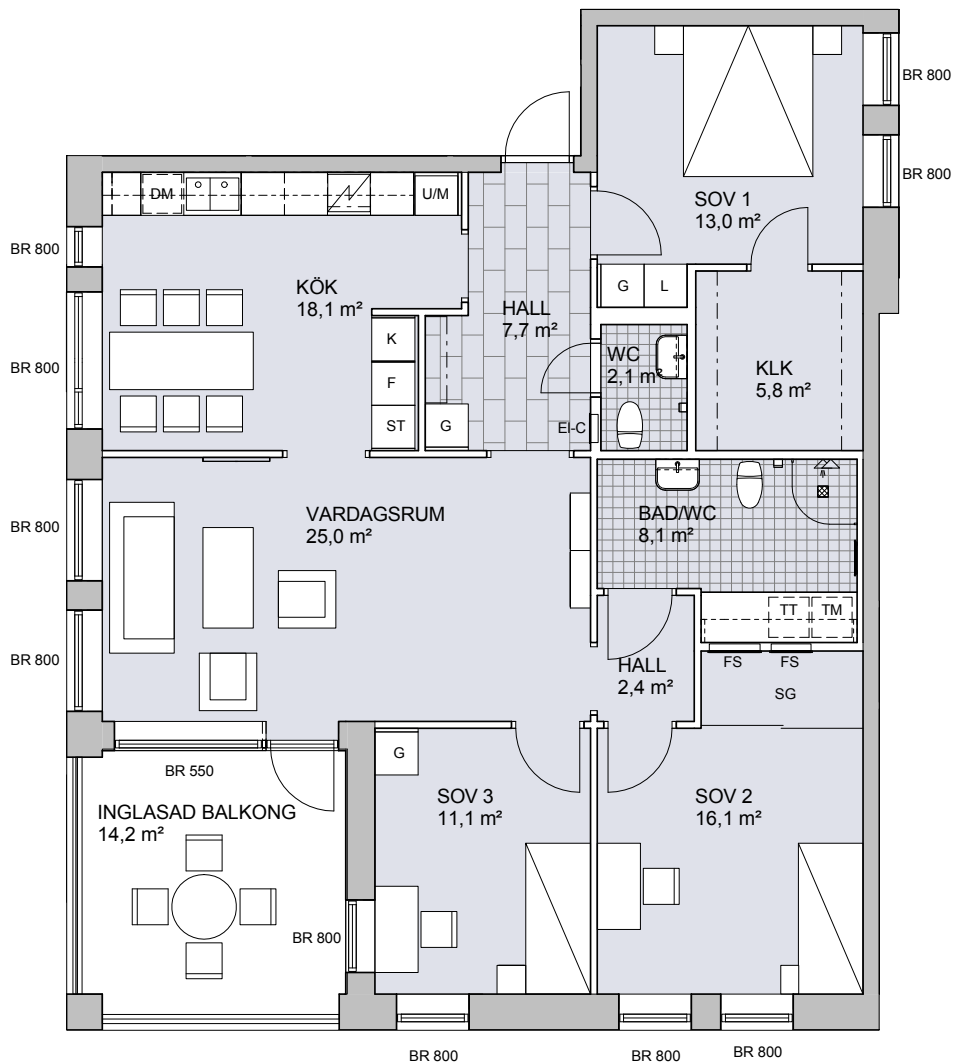 BR 800
SOV 1
13,0 m²
BR 800
DM
U/M
BR 800
KÖK
18,1 m²
HALL
7,7 m²
G
L
K
WC
2,1 m²
BR 800
F
KLK
5,8 m²
ST
G
El-C
VARDAGSRUM
25,0 m²
BAD/WC
8,1 m²
BR 800
TT
TM
BR 800
HALL
2,4 m²
FS
FS
SG
G
BR 550
INGLASAD BALKONG
14,2 m²
SOV 3
11,1 m²
SOV 2
16,1 m²
BR 800
BR 800
BR 800
BR 800